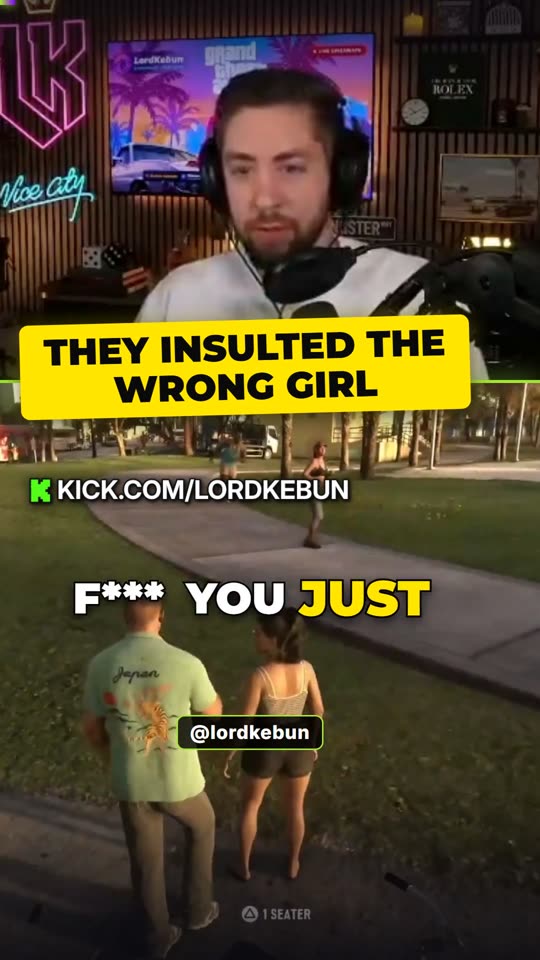 LK
LordKebun
grand
theft
Vice City
ROLEX
THEY INSULTED THE
WRONG GIRL
KICK.COM/LORDKEBUN
F*** YOU JUST
Japan
@lordkebun
1 SEATER